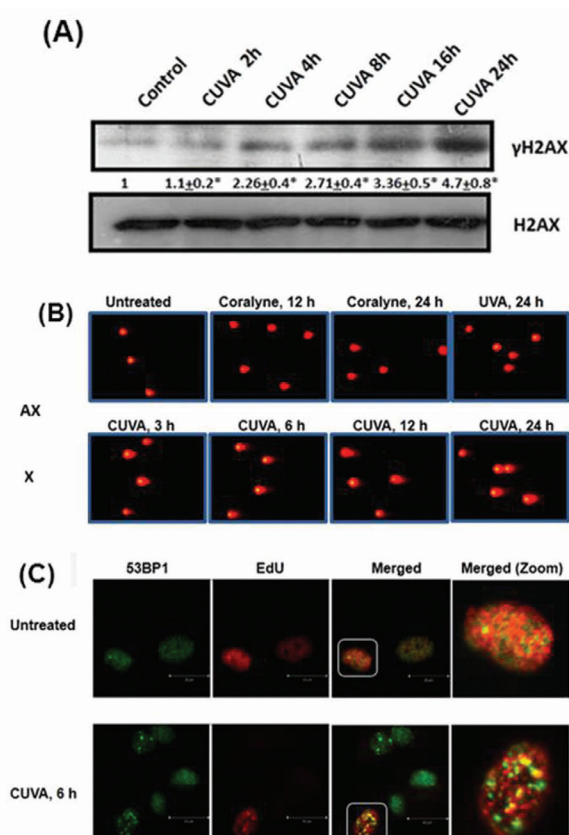 (A)
Control CUVA 2h CUVA 4h CUVA 8h CUVA 16h CUVA 24h
γH2AX
1 1.1±0.2* 2.26±0.4* 2.71±0.4* 3.36±0.5* 4.7±0.8*
H2AX
(B)
Untreated Coralyne, 12 h Coralyne, 24 h UVA, 24 h
AX
CUVA, 3 h CUVA, 6 h CUVA, 12 h CUVA, 24 h
X
(C)
53BP1 EdU Merged Merged (Zoom)
Untreated
CUVA, 6 h